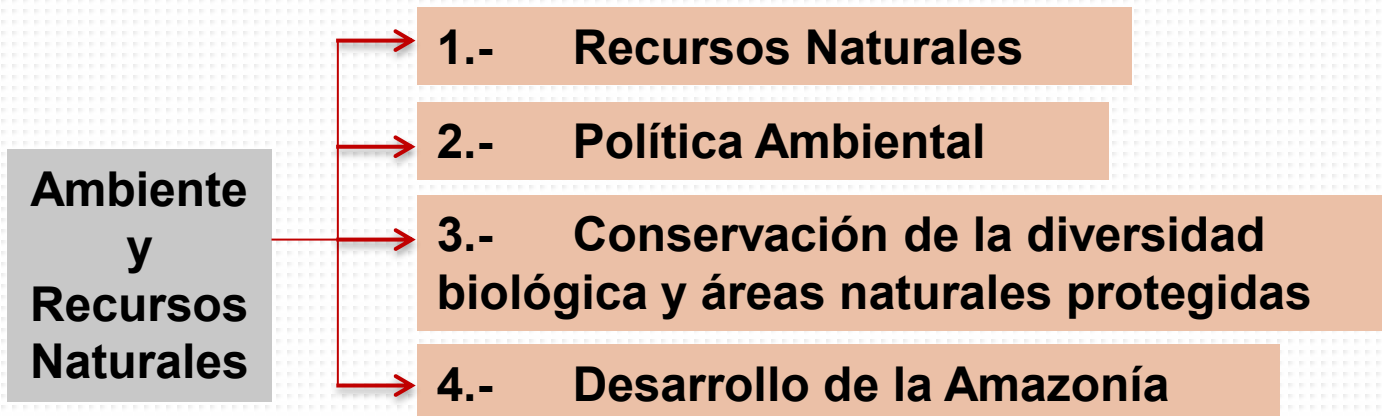 Ambiente
y
Recursos
Naturales
1.- Recursos Naturales
2.- Política Ambiental
3.- Conservación de la diversidad
biológica y áreas naturales protegidas
4.- Desarrollo de la Amazonía